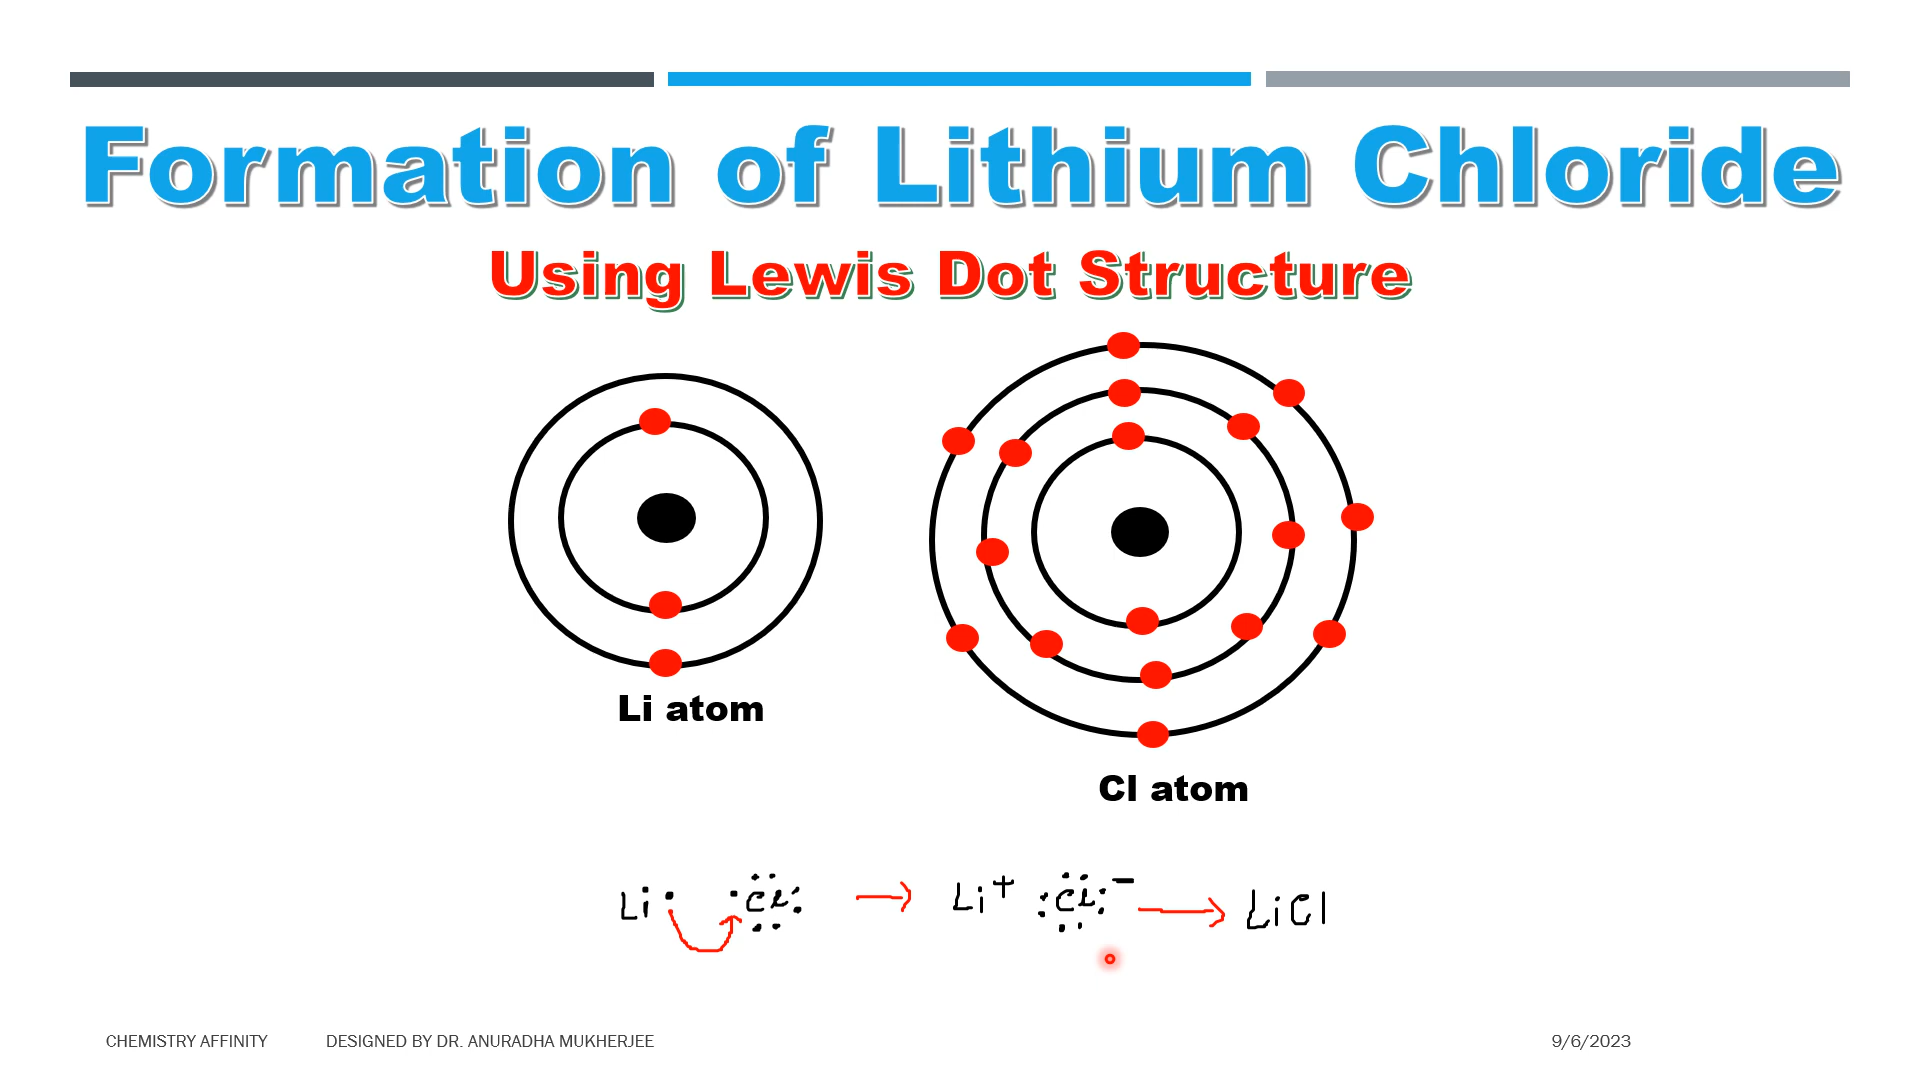 Formation of Lithium Chloride
Using Lewis Dot Structure
Li atom
Cl atom
Li· ·Cl: → Li⁺ :Cl:⁻ → LiCl
CHEMISTRY AFFINITY DESIGNED BY DR. ANURADHA MUKHERJEE 9/6/2023